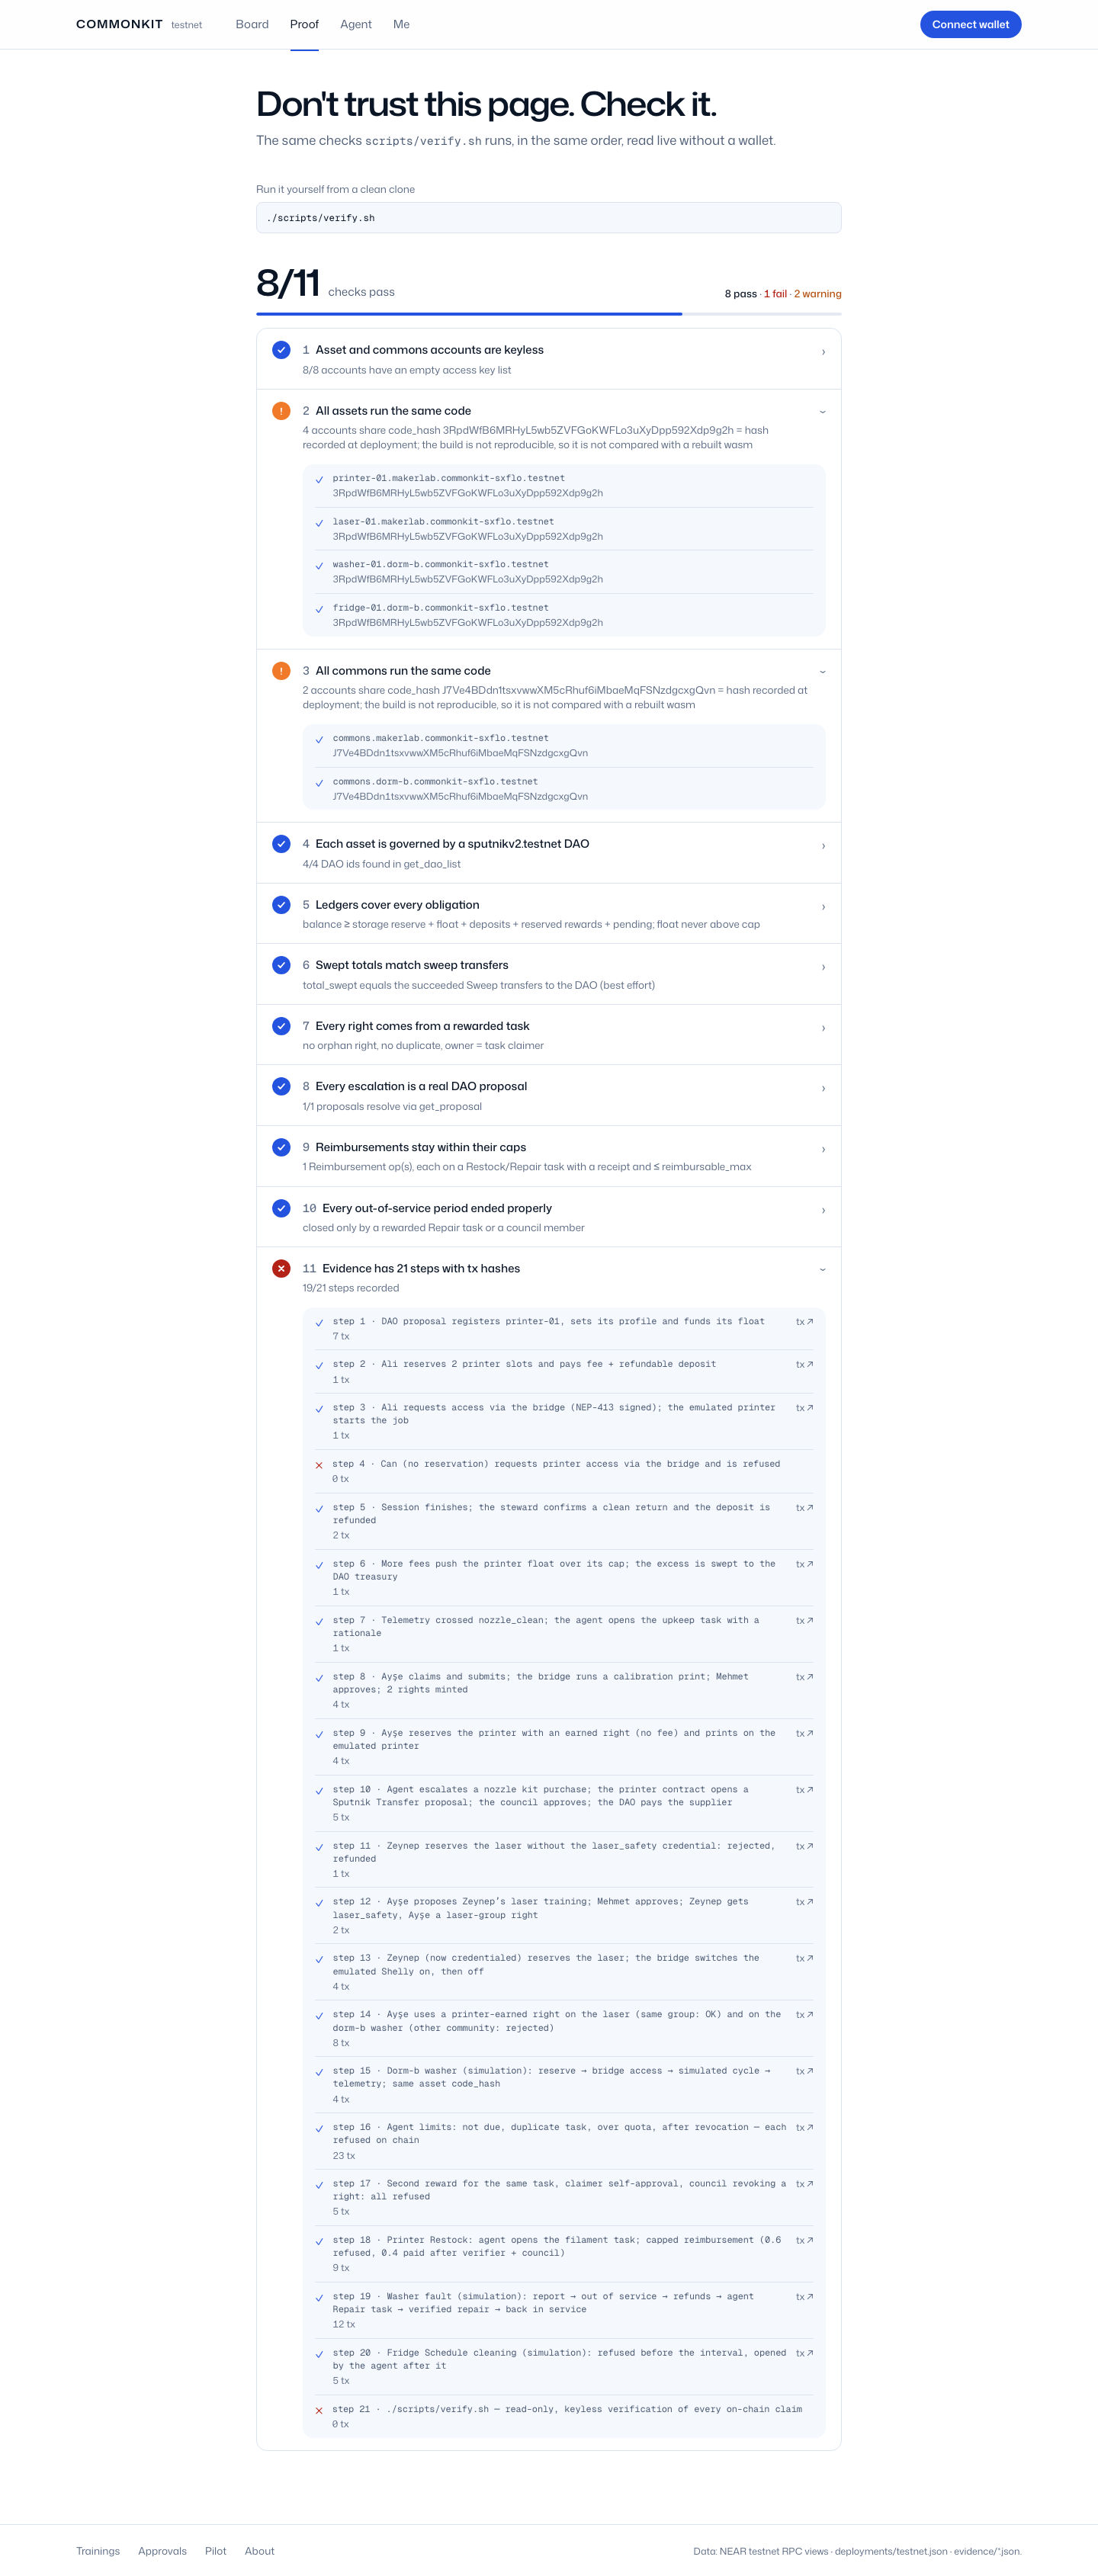 COMMONKIT testnet Board Proof Agent Me Connect wallet
Don't trust this page. Check it.
The same checks scripts/verify.sh runs, in the same order, read live without a wallet.
Run it yourself from a clean clone
./scripts/verify.sh
8/11 checks pass 8 pass · 1 fail · 2 warning
1 Asset and commons accounts are keyless
8/8 accounts have an empty access key list
2 All assets run the same code
4 accounts share code_hash 3RpdWfB6MRHyL5wb5ZVFGoKWFLo3uXyDpp592Xdp9g2h = hash
recorded at deployment; the build is not reproducible, so it is not compared with a rebuilt wasm
printer-01.makerlab.commonkit-sxflo.testnet
3RpdWfB6MRHyL5wb5ZVFGoKWFLo3uXyDpp592Xdp9g2h
laser-01.makerlab.commonkit-sxflo.testnet
3RpdWfB6MRHyL5wb5ZVFGoKWFLo3uXyDpp592Xdp9g2h
washer-01.dorm-b.commonkit-sxflo.testnet
3RpdWfB6MRHyL5wb5ZVFGoKWFLo3uXyDpp592Xdp9g2h
fridge-01.dorm-b.commonkit-sxflo.testnet
3RpdWfB6MRHyL5wb5ZVFGoKWFLo3uXyDpp592Xdp9g2h
3 All commons run the same code
2 accounts share code_hash J7Ve4BDdn1tsxvwwXM5cRhuf6iMbaeMqFSNzdgcxgQvn = hash recorded at
deployment; the build is not reproducible, so it is not compared with a rebuilt wasm
commons.makerlab.commonkit-sxflo.testnet
J7Ve4BDdn1tsxvwwXM5cRhuf6iMbaeMqFSNzdgcxgQvn
commons.dorm-b.commonkit-sxflo.testnet
J7Ve4BDdn1tsxvwwXM5cRhuf6iMbaeMqFSNzdgcxgQvn
4 Each asset is governed by a sputnikv2.testnet DAO
4/4 DAO ids found in get_dao_list
5 Ledgers cover every obligation
balance ≥ storage reserve + float + deposits + reserved rewards + pending; float never above cap
6 Swept totals match sweep transfers
total_swept equals the succeeded Sweep transfers to the DAO (best effort)
7 Every right comes from a rewarded task
no orphan right, no duplicate, owner = task claimer
8 Every escalation is a real DAO proposal
1/1 proposals resolve via get_proposal
9 Reimbursements stay within their caps
1 Reimbursement op(s), each on a Restock/Repair task with a receipt and ≤ reimbursable_max
10 Every out-of-service period ended properly
closed only by a rewarded Repair task or a council member
11 Evidence has 21 steps with tx hashes
19/21 steps recorded
step 1 · DAO proposal registers printer-01, sets its profile and funds its float tx ↗
7 tx
step 2 · Ali reserves 2 printer slots and pays fee + refundable deposit tx ↗
1 tx
step 3 · Ali requests access via the bridge (NEP-413 signed); the emulated printer tx ↗
starts the job
1 tx
step 4 · Can (no reservation) requests printer access via the bridge and is refused
0 tx
step 5 · Session finishes; the steward confirms a clean return and the deposit is tx ↗
refunded
2 tx
step 6 · More fees push the printer float over its cap; the excess is swept to the tx ↗
DAO treasury
1 tx
step 7 · Telemetry crossed nozzle_clean; the agent opens the upkeep task with a tx ↗
rationale
1 tx
step 8 · Ayşe claims and submits; the bridge runs a calibration print; Mehmet tx ↗
approves; 2 rights minted
4 tx
step 9 · Ayşe reserves the printer with an earned right (no fee) and prints on the tx ↗
emulated printer
4 tx
step 10 · Agent escalates a nozzle kit purchase; the printer contract opens a tx ↗
Sputnik Transfer proposal; the council approves; the DAO pays the supplier
5 tx
step 11 · Zeynep reserves the laser without the laser_safety credential: rejected, tx ↗
refunded
1 tx
step 12 · Ayşe proposes Zeynep's laser training; Mehmet approves; Zeynep gets tx ↗
laser_safety, Ayşe a laser-group right
2 tx
step 13 · Zeynep (now credentialed) reserves the laser; the bridge switches the tx ↗
emulated Shelly on, then off
4 tx
step 14 · Ayşe uses a printer-earned right on the laser (same group: OK) and on the tx ↗
dorm-b washer (other community: rejected)
8 tx
step 15 · Dorm-b washer (simulation): reserve → bridge access → simulated cycle → tx ↗
telemetry; same asset code_hash
4 tx
step 16 · Agent limits: not due, duplicate task, over quota, after revocation — each tx ↗
refused on chain
23 tx
step 17 · Second reward for the same task, claimer self-approval, council revoking a tx ↗
right: all refused
5 tx
step 18 · Printer Restock: agent opens the filament task; capped reimbursement (0.6 tx ↗
refused, 0.4 paid after verifier + council)
9 tx
step 19 · Washer fault (simulation): report → out of service → refunds → agent tx ↗
Repair task → verified repair → back in service
12 tx
step 20 · Fridge Schedule cleaning (simulation): refused before the interval, opened tx ↗
by the agent after it
5 tx
step 21 · ./scripts/verify.sh — read-only, keyless verification of every on-chain claim
0 tx
Trainings Approvals Pilot About Data: NEAR testnet RPC views · deployments/testnet.json · evidence/*.json.